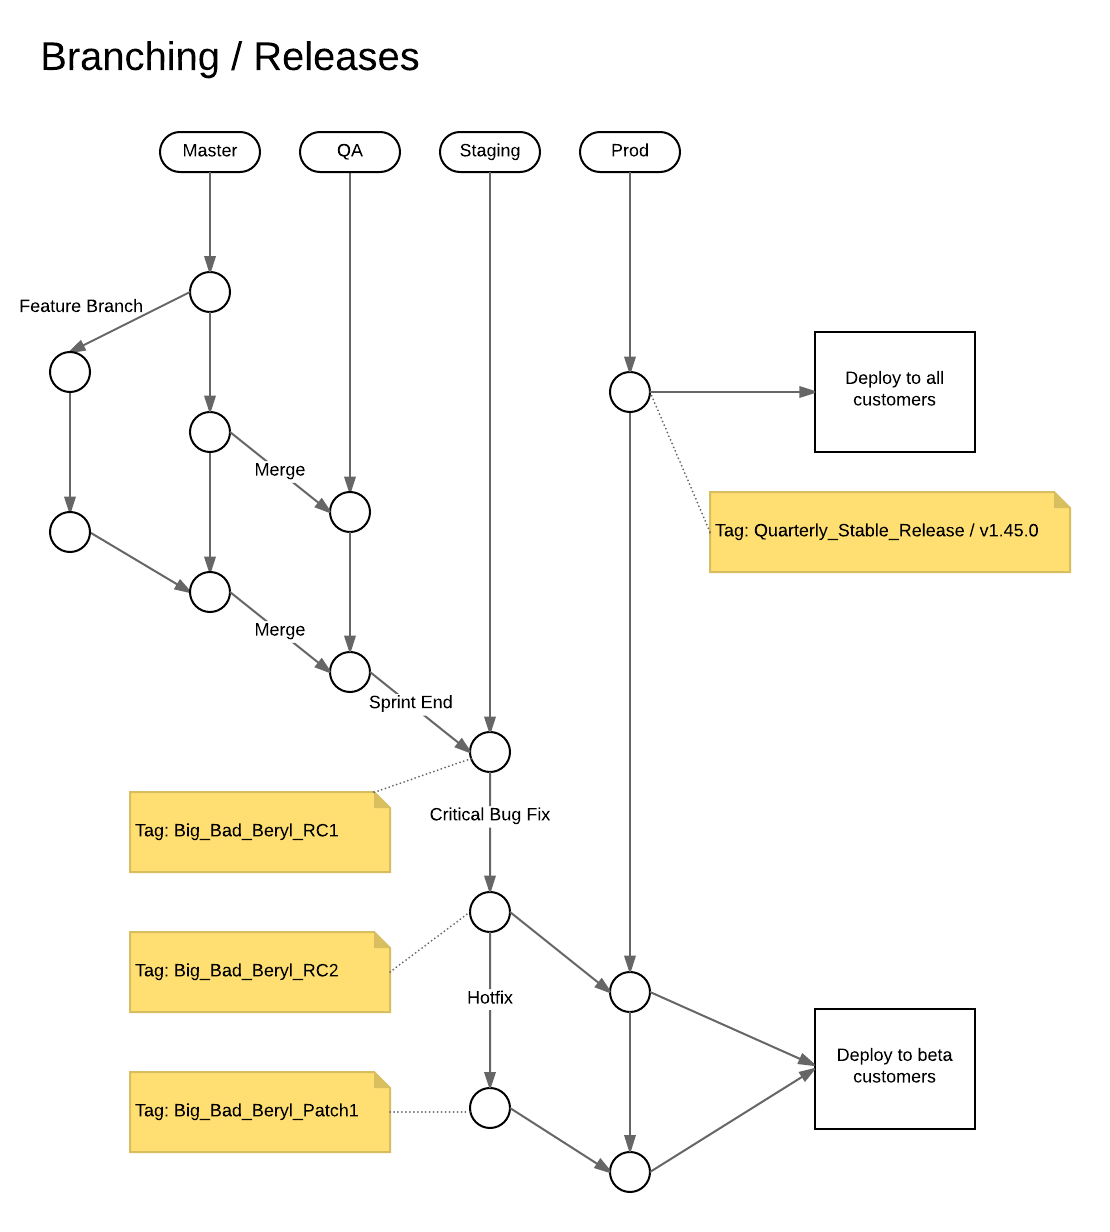 Branching / Releases
Master
QA
Staging
Prod
Feature Branch
Deploy to all
customers
Merge
Tag: Quarterly_Stable_Release / v1.45.0
Merge
Sprint End
Critical Bug Fix
Tag: Big_Bad_Beryl_RC1
Tag: Big_Bad_Beryl_RC2
Hotfix
Deploy to beta
customers
Tag: Big_Bad_Beryl_Patch1